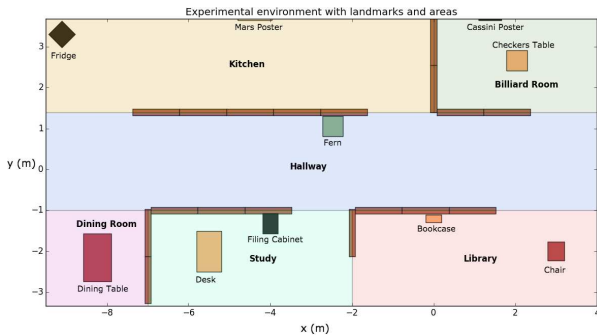 Experimental environment with landmarks and areas
Mars Poster
Cassini Poster
Fridge
Checkers Table
Kitchen
Billiard Room
Fern
Hallway
Dining Room
Filing Cabinet
Bookcase
Study
Library
Chair
Desk
Dining Table
y (m)
3
2
1
0
−1
−2
−3
−8
−6
−4
−2
0
2
4
x (m)